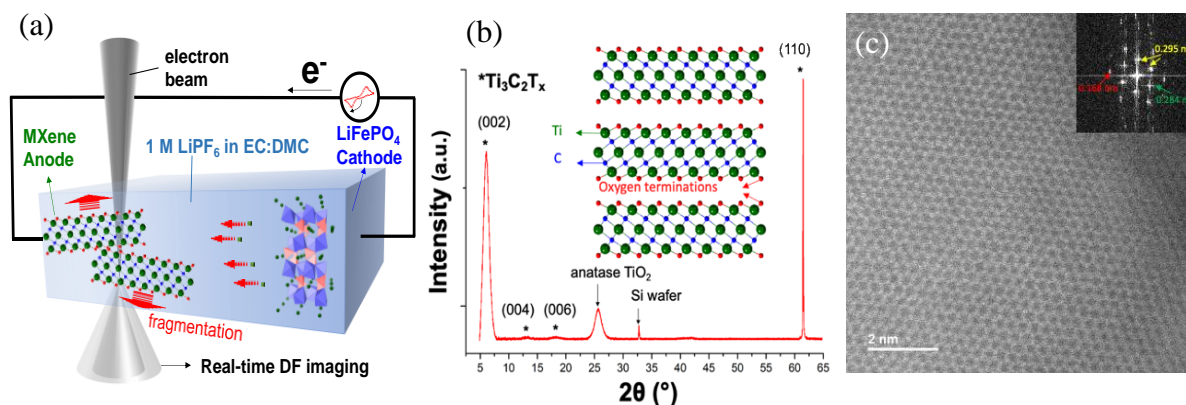 (a)
electron
beam
e-
MXene
Anode
1 M LiPF6 in EC:DMC
LiFePO4
Cathode
fragmentation
Real-time DF imaging
(b)
Intensity (a.u.)
*Ti3C2Tx
(002)
*
(004)
*
(006)
*
Ti
C
Oxygen terminations
anatase TiO2
Si wafer
(110)
*
5 10 15 20 25 30 35 40 45 50 55 60 65
2θ (°)
(c)
0.295 n
0.284 n
2 nm